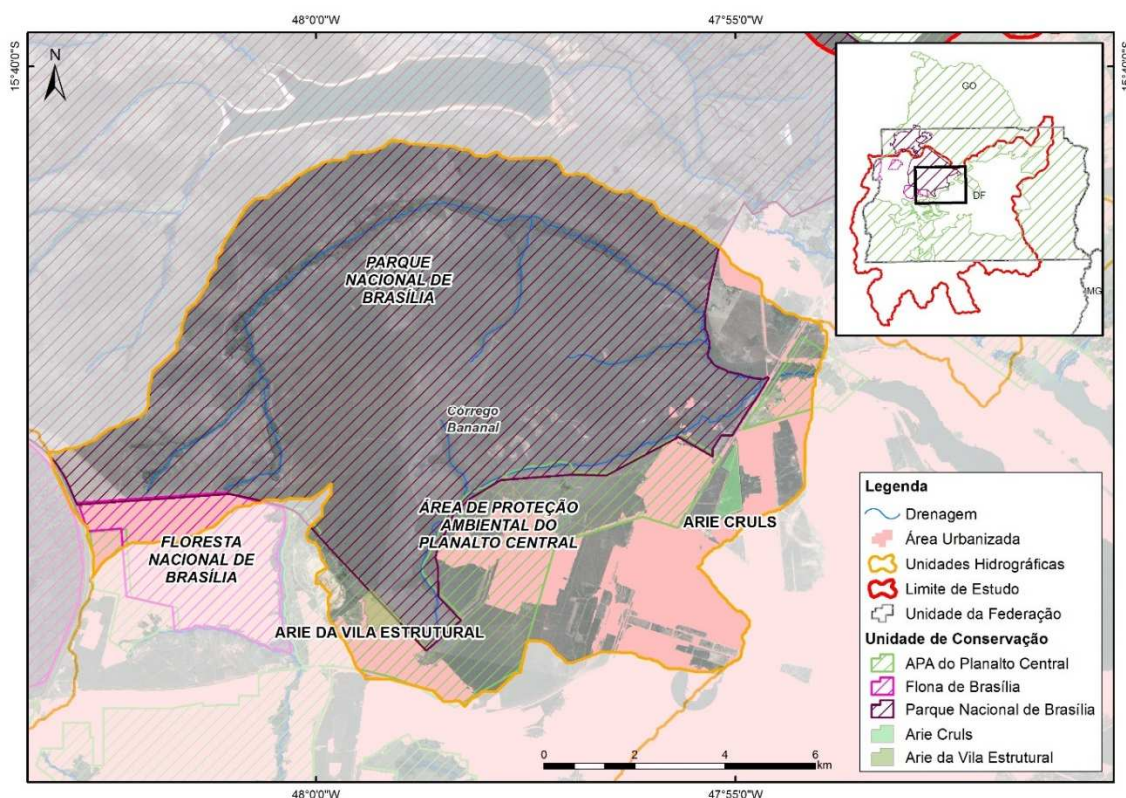 48°0'0"W
47°55'0"W
15°40'0"S
15°40'0"S
N
GO
DF
MG
PARQUE
NACIONAL DE
BRASÍLIA
Córrego
Bananal
ÁREA DE PROTEÇÃO
AMBIENTAL DO
PLANALTO CENTRAL
ARIE CRULS
FLORESTA
NACIONAL DE
BRASÍLIA
ARIE DA VILA ESTRUTURAL
Legenda
Drenagem
Área Urbanizada
Unidades Hidrográficas
Limite de Estudo
Unidade da Federação
Unidade de Conservação
APA do Planalto Central
Flona de Brasília
Parque Nacional de Brasília
Arie Cruls
Arie da Vila Estrutural
0 2 4 6
km
48°0'0"W
47°55'0"W